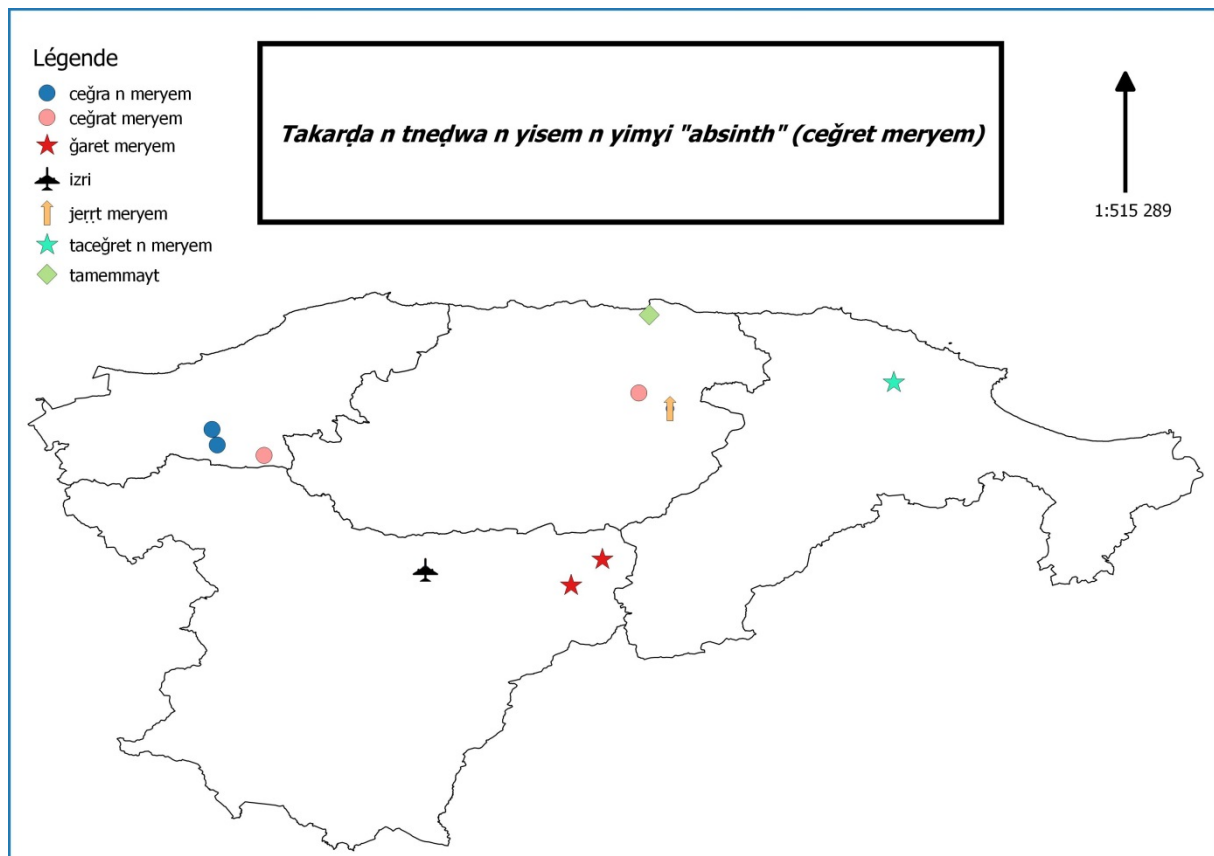 Légende
ceğra n meryem
ceğrat meryem
ğaret meryem
izri
jeṛṛt meryem
taceğret n meryem
tamemmayt
Takarḍa n tneḍwa n yisem n yimɣi "absinth" (ceğret meryem)
1:515 289